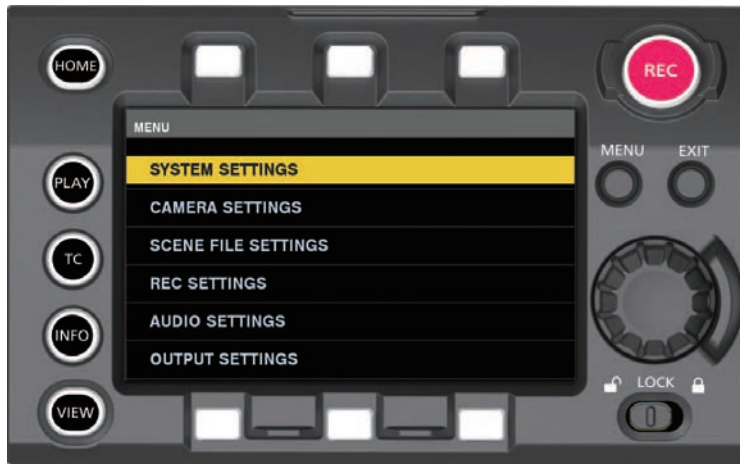 HOME
REC
MENU
MENU
EXIT
SYSTEM SETTINGS
PLAY
CAMERA SETTINGS
SCENE FILE SETTINGS
TC
REC SETTINGS
AUDIO SETTINGS
INFO
OUTPUT SETTINGS
LOCK
VIEW